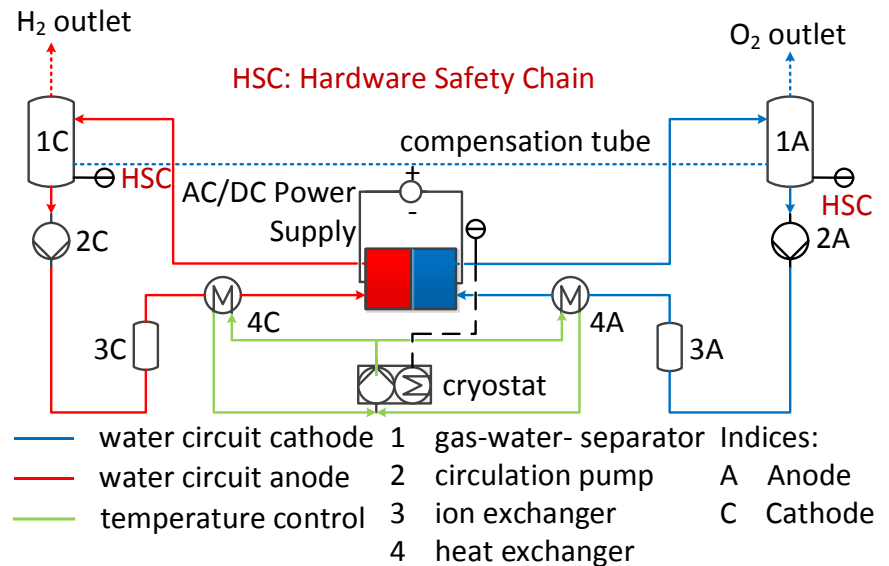 H₂ outlet
O₂ outlet
HSC: Hardware Safety Chain
1C
1A
compensation tube
HSC
+
AC/DC Power
Supply
-
HSC
2C
2A
4C
4A
3C
3A
cryostat
water circuit cathode
water circuit anode
temperature control
1 gas-water- separator
2 circulation pump
3 ion exchanger
4 heat exchanger
Indices:
A Anode
C Cathode